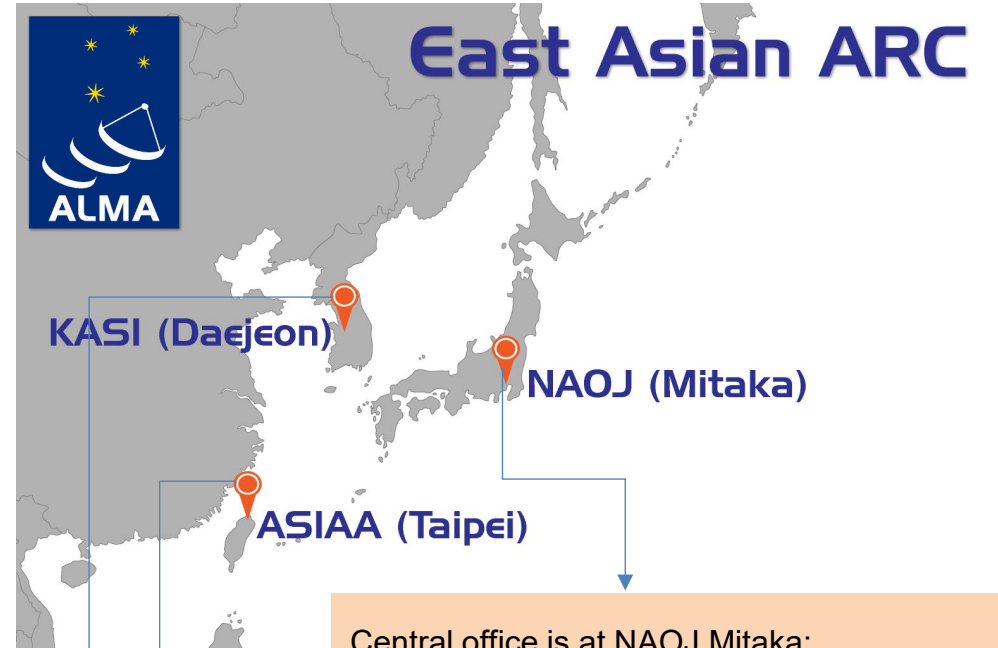 East Asian ARC
ALMA
KASI (Daejeon)
NAOJ (Mitaka)
ASIAA (Taipei)
Central office is at NAOJ Mitaka: